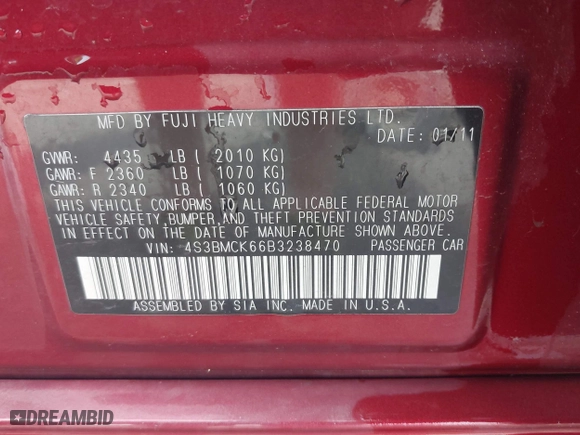 MFD BY FUJI HEAVY INDUSTRIES LTD.
DATE: 01/11
GVWR: 4435 LB ( 2010 KG)
GAWR: F 2360 LB ( 1070 KG)
GAWR: R 2340 LB ( 1060 KG)
THIS VEHICLE CONFORMS TO ALL APPLICABLE FEDERAL MOTOR
VEHICLE SAFETY,BUMPER,AND THEFT PREVENTION STANDARDS
IN EFFECT ON THE DATE OF MANUFACTURE SHOWN ABOVE.
VIN: 4S3BMCK66B3238470 PASSENGER CAR
ASSEMBLED BY SIA INC. MADE IN U.S.A.
DREAMBID